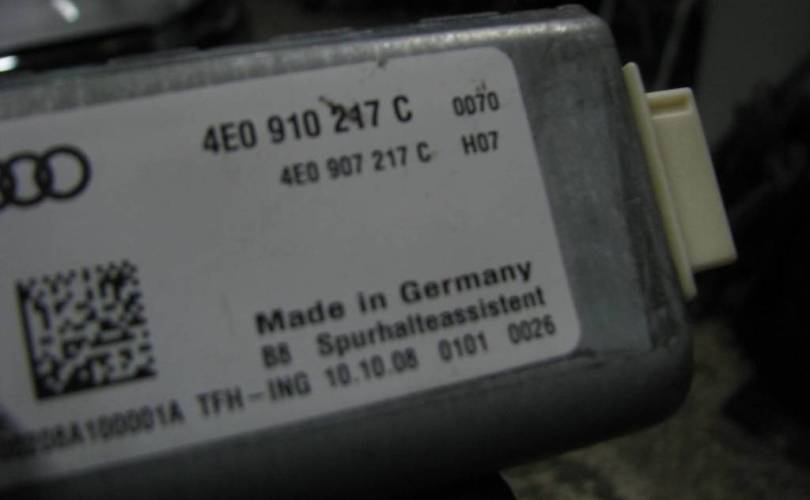 4E0 910 217 C 0070
4E0 907 217 C H07
Made in Germany
B8 Spurhalteassistent
TFH-ING 10.10.08 0101 0026